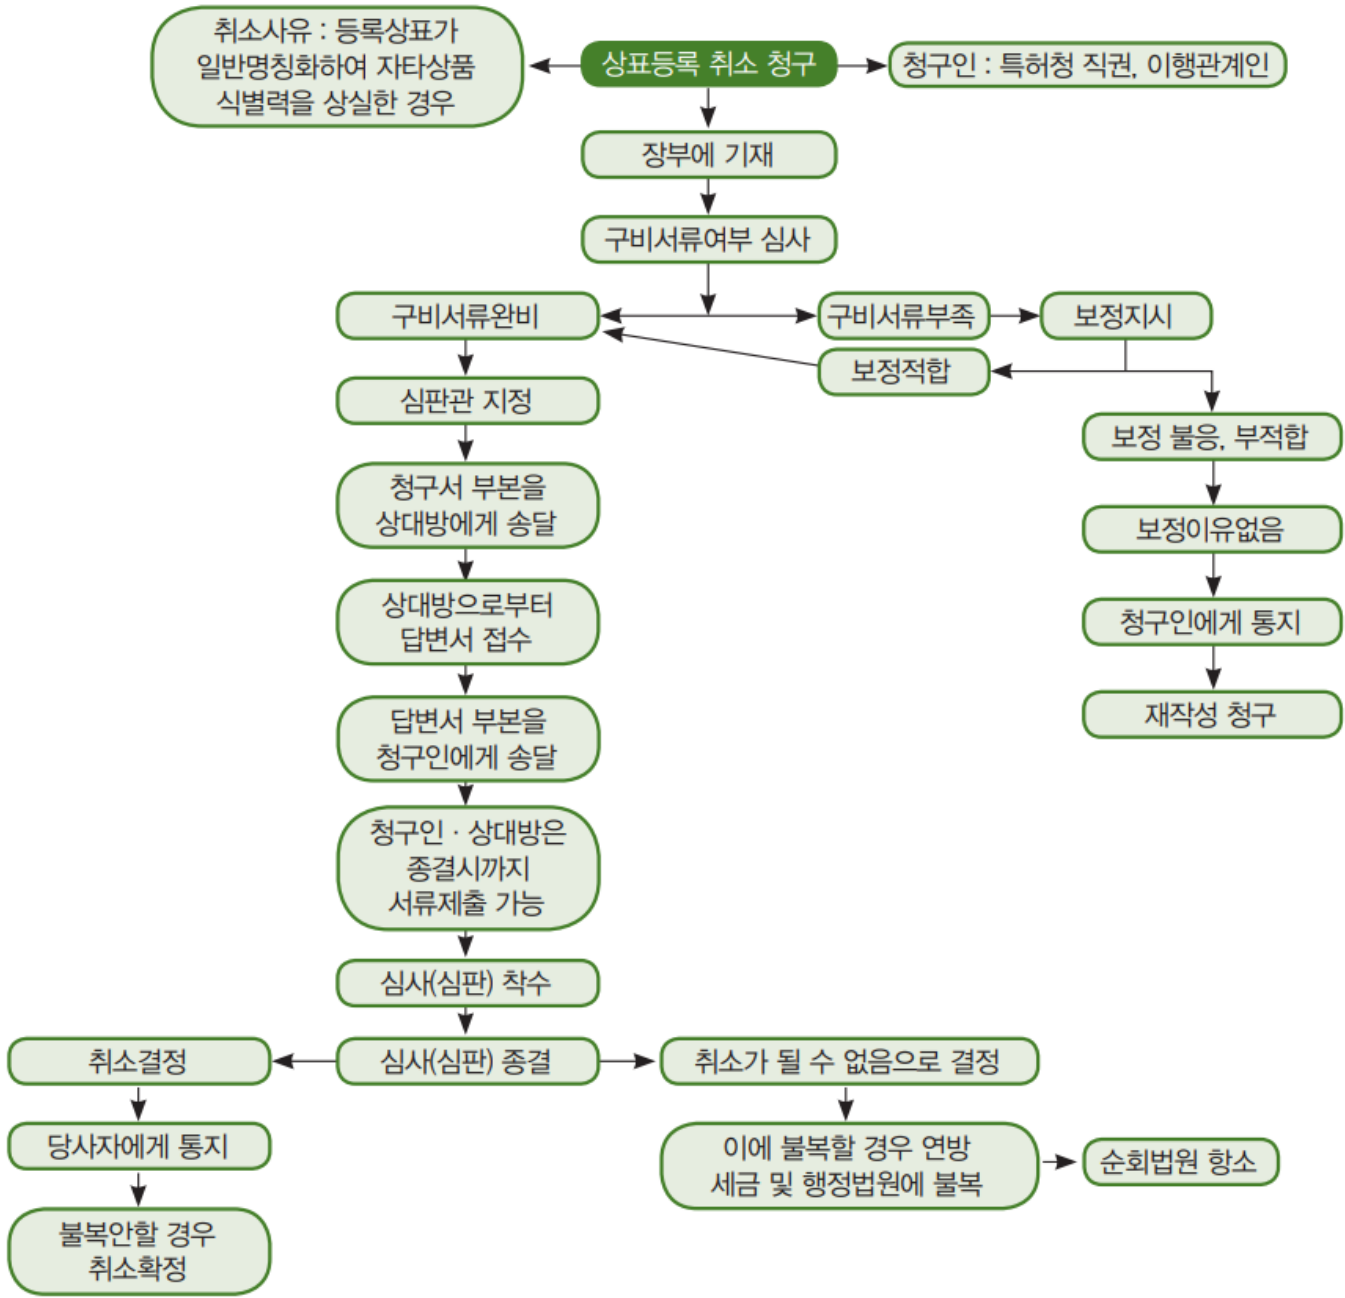 취소사유 : 등록상표가
일반명칭화하여 자타상품
식별력을 상실한 경우
상표등록 취소 청구
청구인 : 특허청 직권, 이행관계인
장부에 기재
구비서류여부 심사
구비서류완비
구비서류부족
보정지시
보정적합
심판관 지정
보정 불응, 부적합
청구서 부본을
상대방에게 송달
보정이유없음
상대방으로부터
답변서 접수
청구인에게 통지
답변서 부본을
청구인에게 송달
재작성 청구
청구인 · 상대방은
종결시까지
서류제출 가능
심사(심판) 착수
취소결정
심사(심판) 종결
취소가 될 수 없음으로 결정
당사자에게 통지
이에 불복할 경우 연방
세금 및 행정법원에 불복
순회법원 항소
불복안할 경우
취소확정